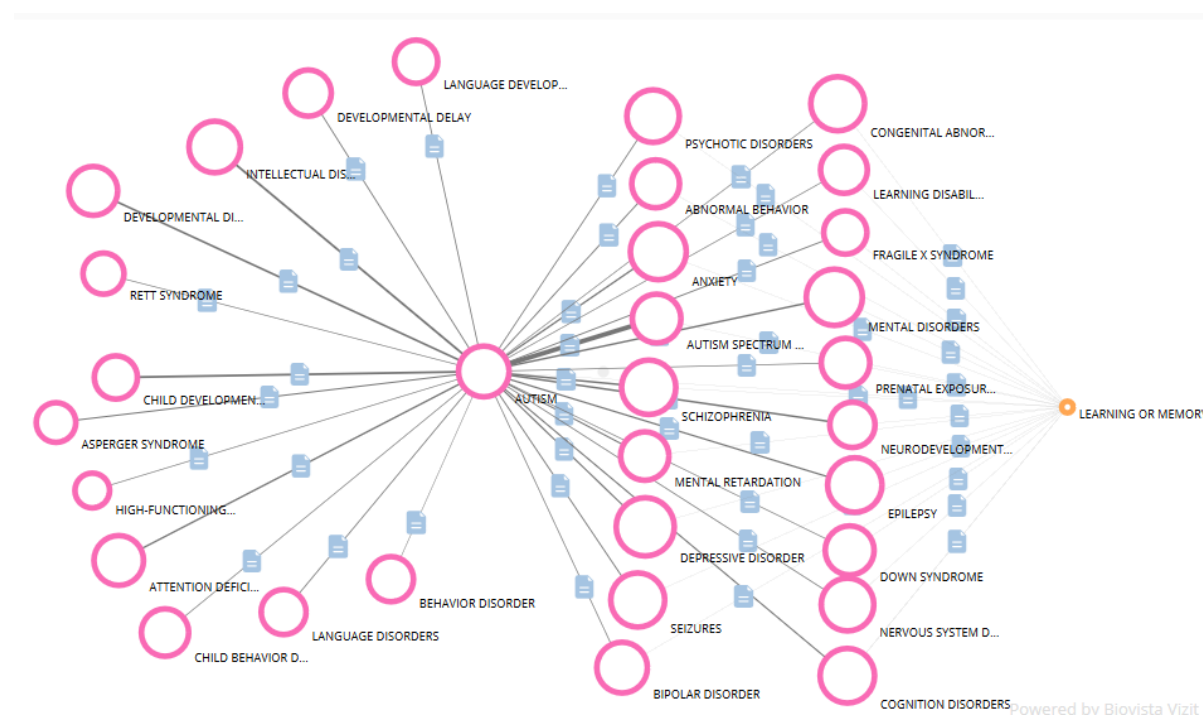 LANGUAGE DEVELOP...
DEVELOPMENTAL DELAY
INTELLECTUAL DIS...
DEVELOPMENTAL DI...
RETT SYNDROME
CHILD DEVELOPMEN...
ASPERGER SYNDROME
HIGH-FUNCTIONING...
ATTENTION DEFICI...
CHILD BEHAVIOR D...
LANGUAGE DISORDERS
BEHAVIOR DISORDER
AUTISM
PSYCHOTIC DISORDERS
ABNORMAL BEHAVIOR
ANXIETY
AUTISM SPECTRUM ...
SCHIZOPHRENIA
MENTAL RETARDATION
DEPRESSIVE DISORDER
SEIZURES
BIPOLAR DISORDER
CONGENITAL ABNOR...
LEARNING DISABIL...
FRAGILE X SYNDROME
MENTAL DISORDERS
PRENATAL EXPOSUR...
NEURODEVELOPMENT...
EPILEPSY
DOWN SYNDROME
NERVOUS SYSTEM D...
COGNITION DISORDERS
LEARNING OR MEMORY
Powered by Biovista Vizit